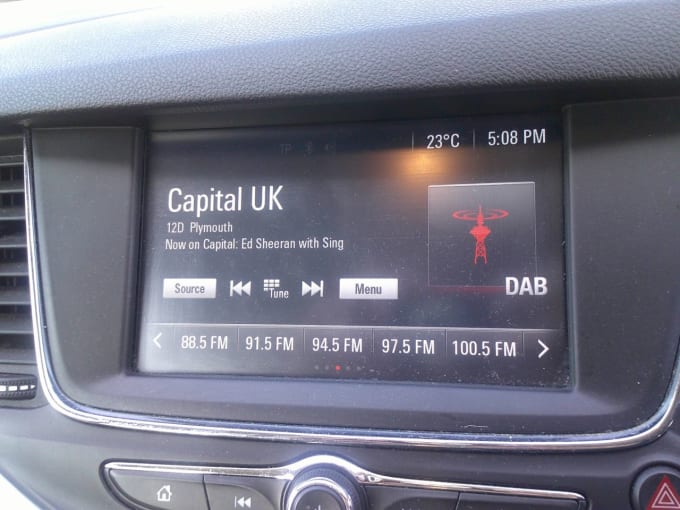 TP
23°C
5:08 PM
Capital UK
12D Plymouth
Now on Capital: Ed Sheeran with Sing
Source
Tune
Menu
DAB
88.5 FM
91.5 FM
94.5 FM
97.5 FM
100.5 FM